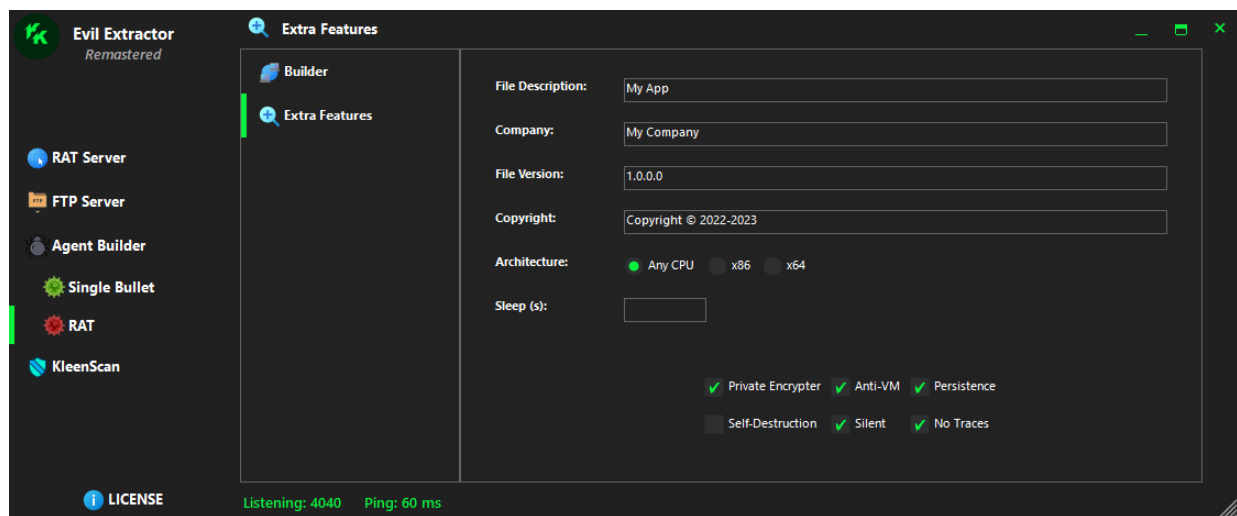 Evil Extractor
Remastered
RAT Server
FTP Server
Agent Builder
Single Bullet
RAT
KleenScan
LICENSE
Extra Features
Builder
Extra Features
File Description: My App
Company: My Company
File Version: 1.0.0.0
Copyright: Copyright © 2022-2023
Architecture: Any CPU x86 x64
Sleep (s):
Private Encrypter Anti-VM Persistence
Self-Destruction Silent No Traces
Listening: 4040 Ping: 60 ms